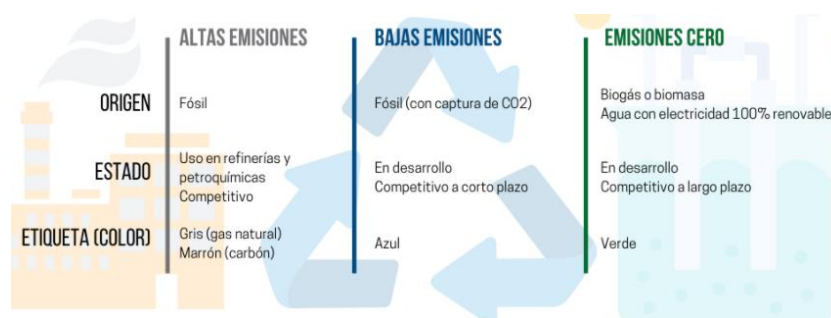 ALTAS EMISIONES
BAJAS EMISIONES
EMISIONES CERO
ORIGEN
Fósil
Fósil (con captura de CO2)
Biogás o biomasa
Agua con electricidad 100% renovable
ESTADO
Uso en refinerías y
petroquímicas
Competitivo
En desarrollo
Competitivo a corto plazo
En desarrollo
Competitivo a largo plazo
ETIQUETA (COLOR)
Gris (gas natural)
Marrón (carbón)
Azul
Verde